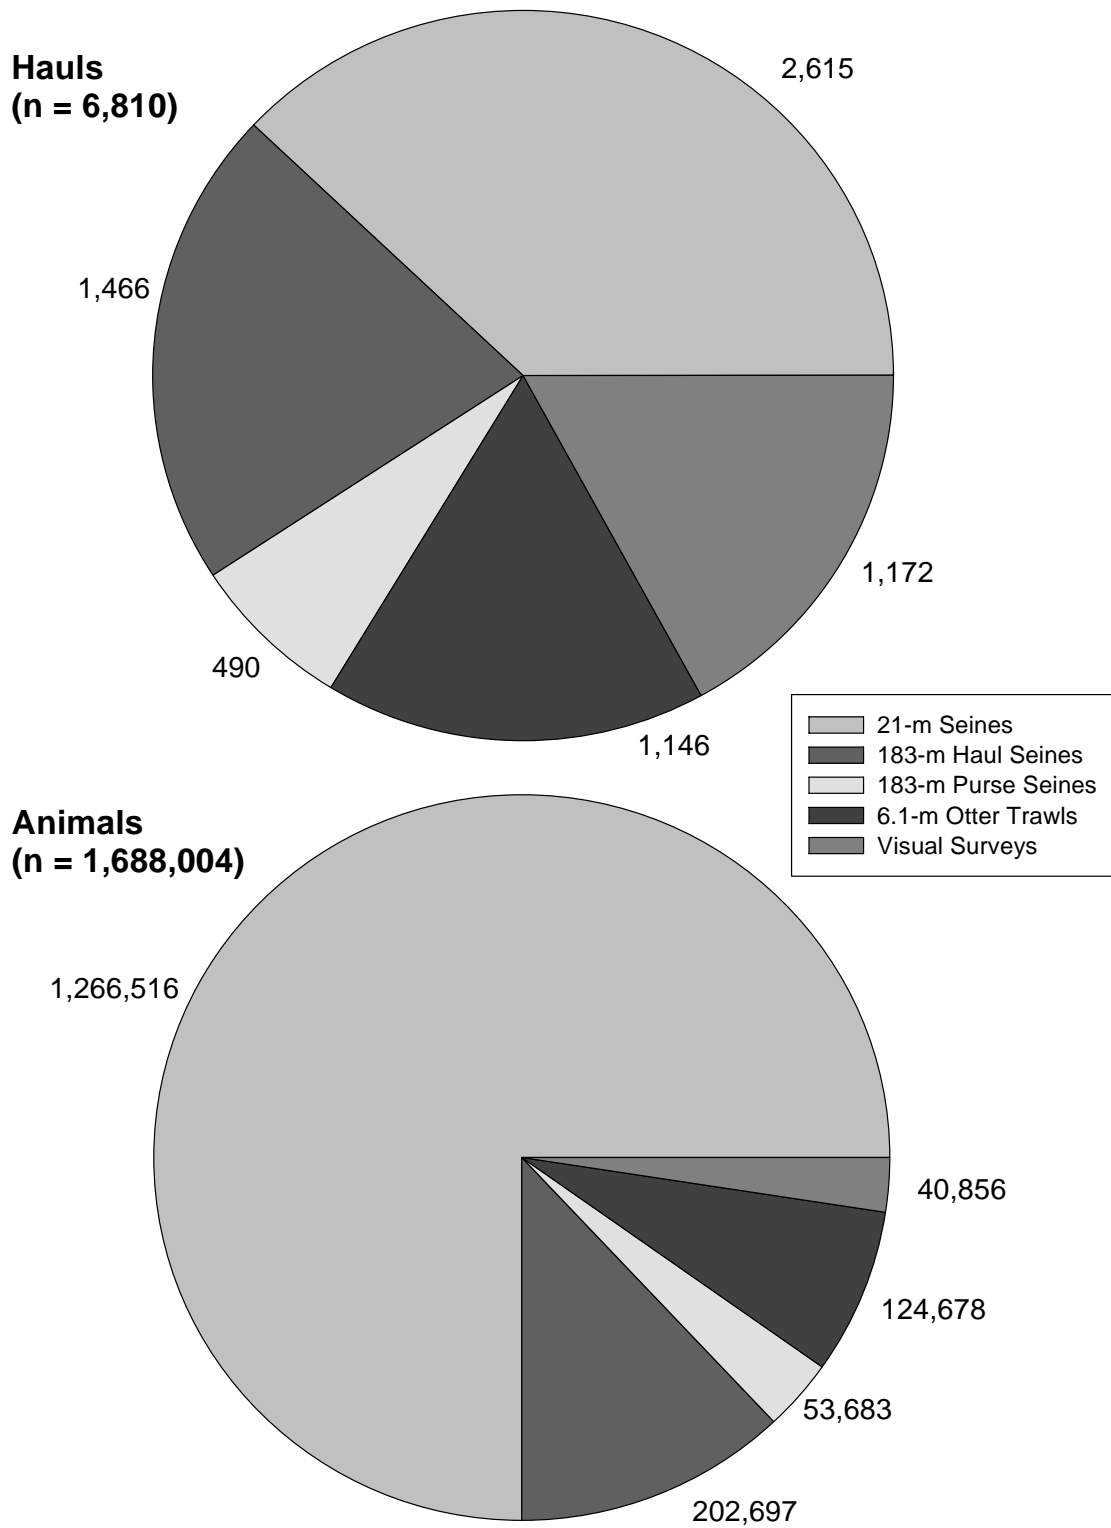 Hauls
(n = 6,810)
2,615
1,466
1,172
490
1,146
21-m Seines
183-m Haul Seines
183-m Purse Seines
6.1-m Otter Trawls
Visual Surveys
Animals
(n = 1,688,004)
1,266,516
40,856
124,678
53,683
202,697